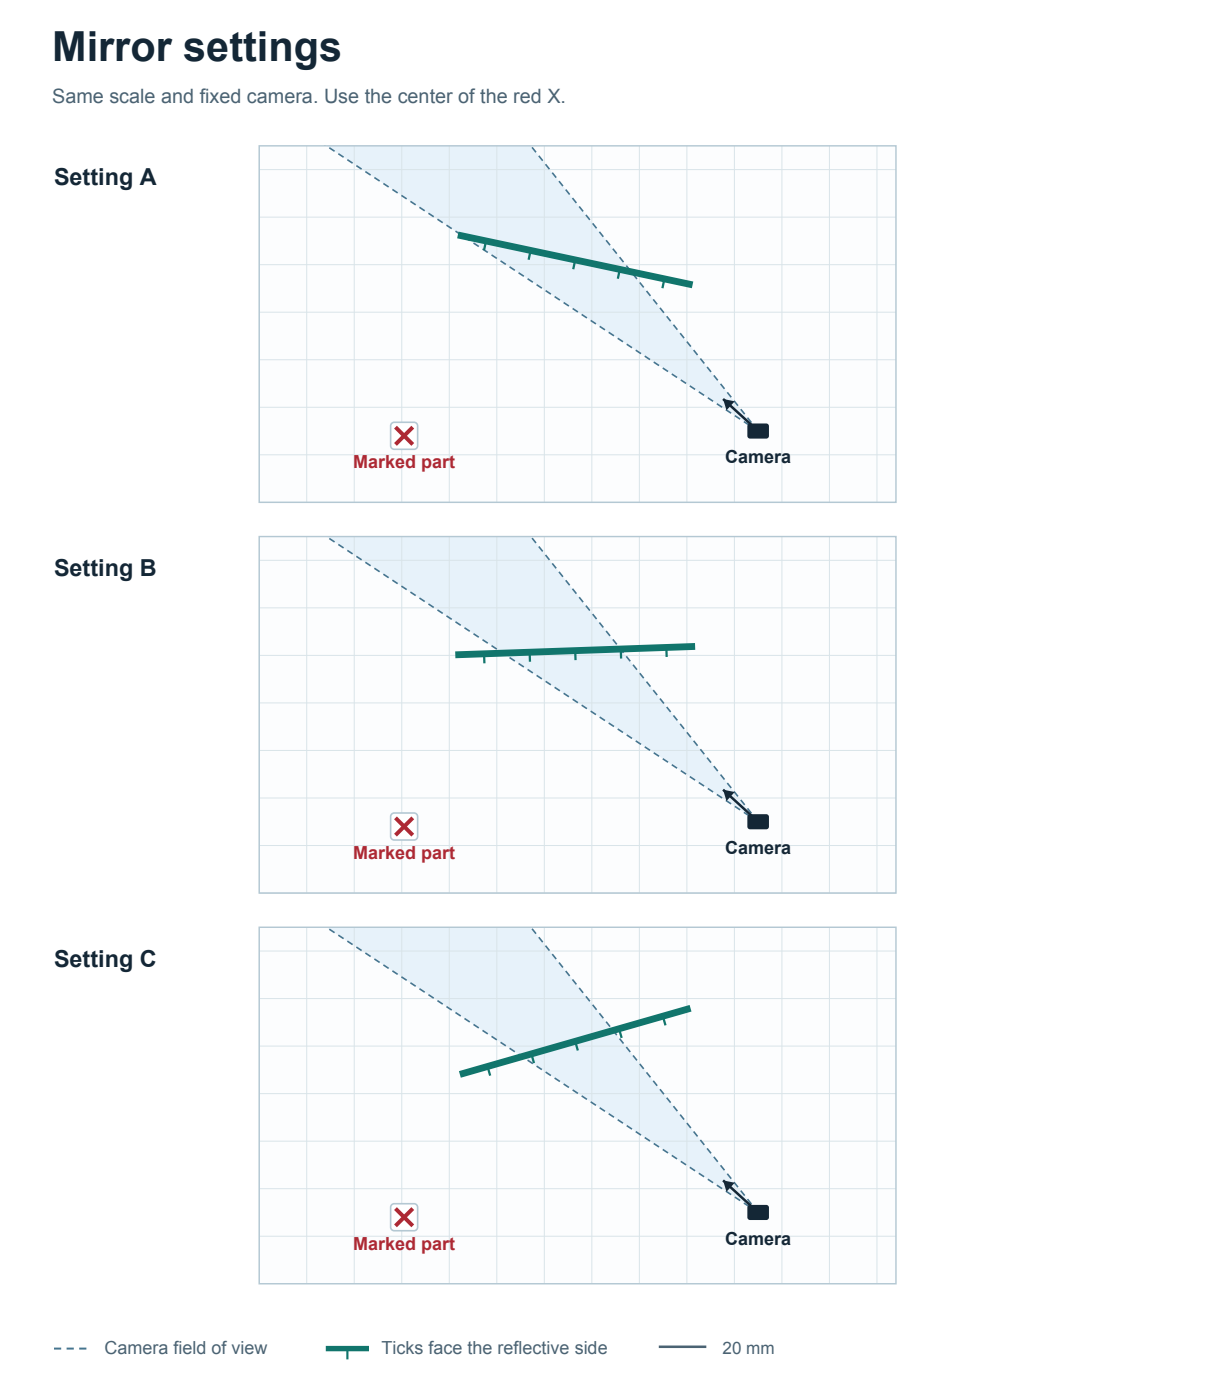 Mirror settings
Same scale and fixed camera. Use the center of the red X.
Setting A
Marked part
Camera
Setting B
Marked part
Camera
Setting C
Marked part
Camera
Camera field of view
Ticks face the reflective side
20 mm